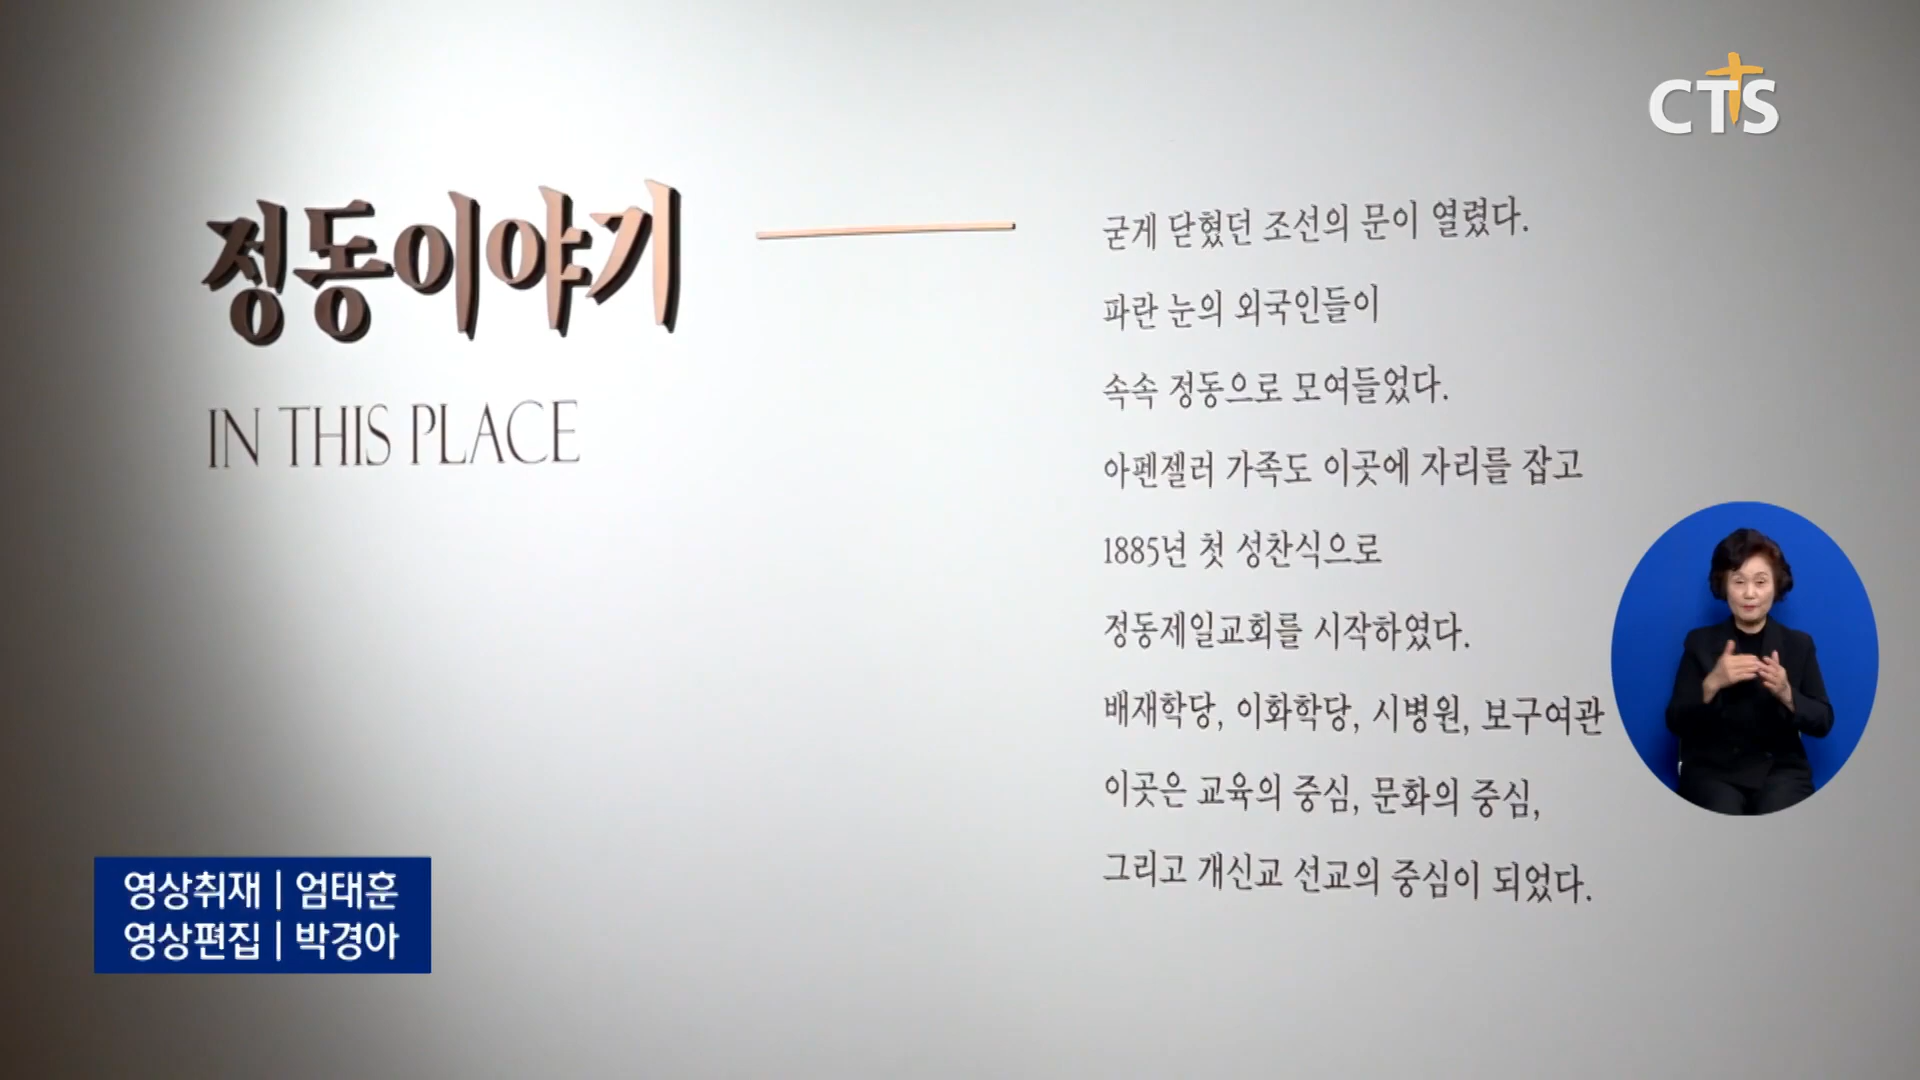 CTS
정동이야기
IN THIS PLACE
굳게 닫혔던 조선의 문이 열렸다.
파란 눈의 외국인들이
속속 정동으로 모여들었다.
아펜젤러 가족도 이곳에 자리를 잡고
1885년 첫 성찬식으로
정동제일교회를 시작하였다.
배재학당, 이화학당, 시병원, 보구여관
이곳은 교육의 중심, 문화의 중심,
그리고 개신교 선교의 중심이 되었다.
영상취재 | 엄태훈
영상편집 | 박경아